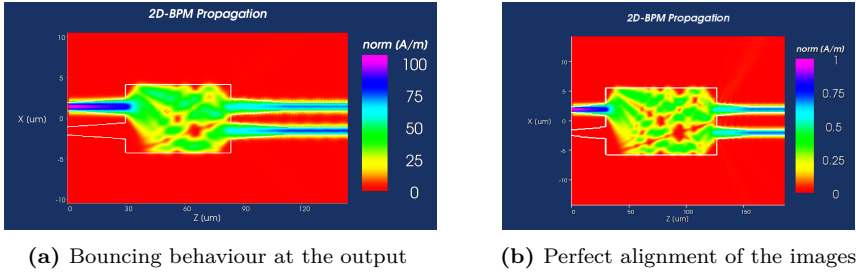 2D-BPM Propagation
norm (A/m)
10
5
0
-5
-10
X (um)
0
30
60
90
120
Z (um)
100
75
50
25
0
2D-BPM Propagation
norm (A/m)
10
5
0
-5
-10
X (um)
0
50
100
150
Z (um)
1
0.75
0.5
0.25
0
(a) Bouncing behaviour at the output
(b) Perfect alignment of the images